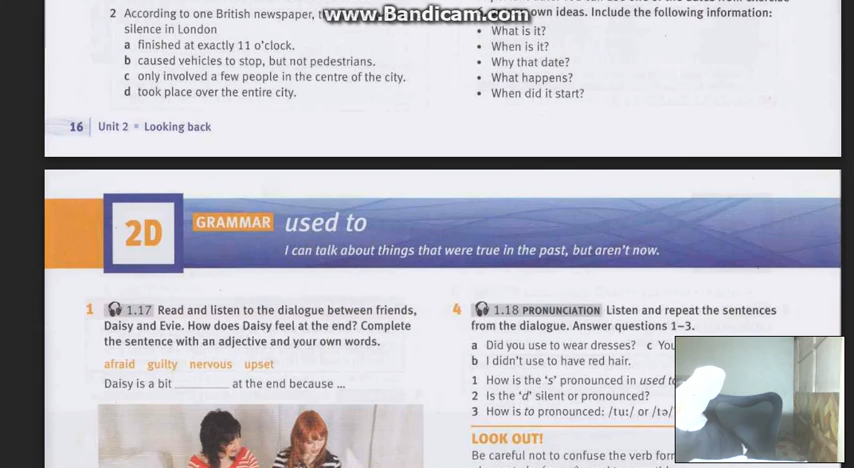 www.Bandicam.com
2 According to one British newspaper,
silence in London
a finished at exactly 11 o'clock.
b caused vehicles to stop, but not pedestrians.
c only involved a few people in the centre of the city.
d took place over the entire city.
16 Unit 2 • Looking back
own ideas. Include the following information:
• What is it?
• When is it?
• Why that date?
• What happens?
• When did it start?
2D GRAMMAR used to
I can talk about things that were true in the past, but aren't now.
1 1.17 Read and listen to the dialogue between friends,
Daisy and Evie. How does Daisy feel at the end? Complete
the sentence with an adjective and your own words.
afraid guilty nervous upset
Daisy is a bit ________ at the end because ...
4 1.18 PRONUNCIATION Listen and repeat the sentences
from the dialogue. Answer questions 1–3.
a Did you use to wear dresses? c
b I didn't use to have red hair.
1 How is the 's' pronounced in used
2 Is the 'd' silent or pronounced?
3 How is to pronounced: /tuː/ or /tə/
LOOK OUT!
Be careful not to confuse the verb